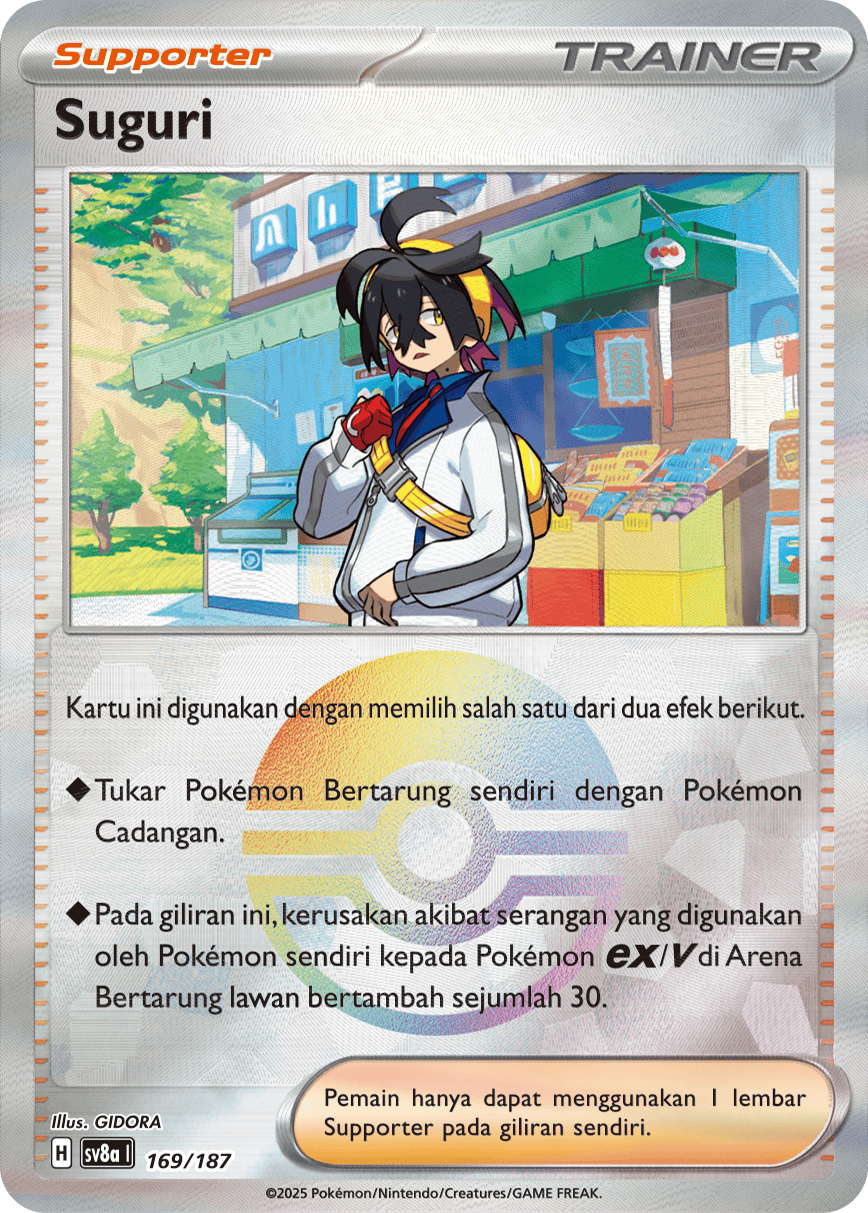 Supporter
TRAINER
Suguri
Kartu ini digunakan dengan memilih salah satu dari dua efek berikut.
◆Tukar Pokémon Bertarung sendiri dengan Pokémon
Cadangan.
◆Pada giliran ini, kerusakan akibat serangan yang digunakan
oleh Pokémon sendiri kepada Pokémon ex/V di Arena
Bertarung lawan bertambah sejumlah 30.
Pemain hanya dapat menggunakan 1 lembar
Supporter pada giliran sendiri.
Illus. GIDORA
H sv8a I 169/187
©2025 Pokémon/Nintendo/Creatures/GAME FREAK.